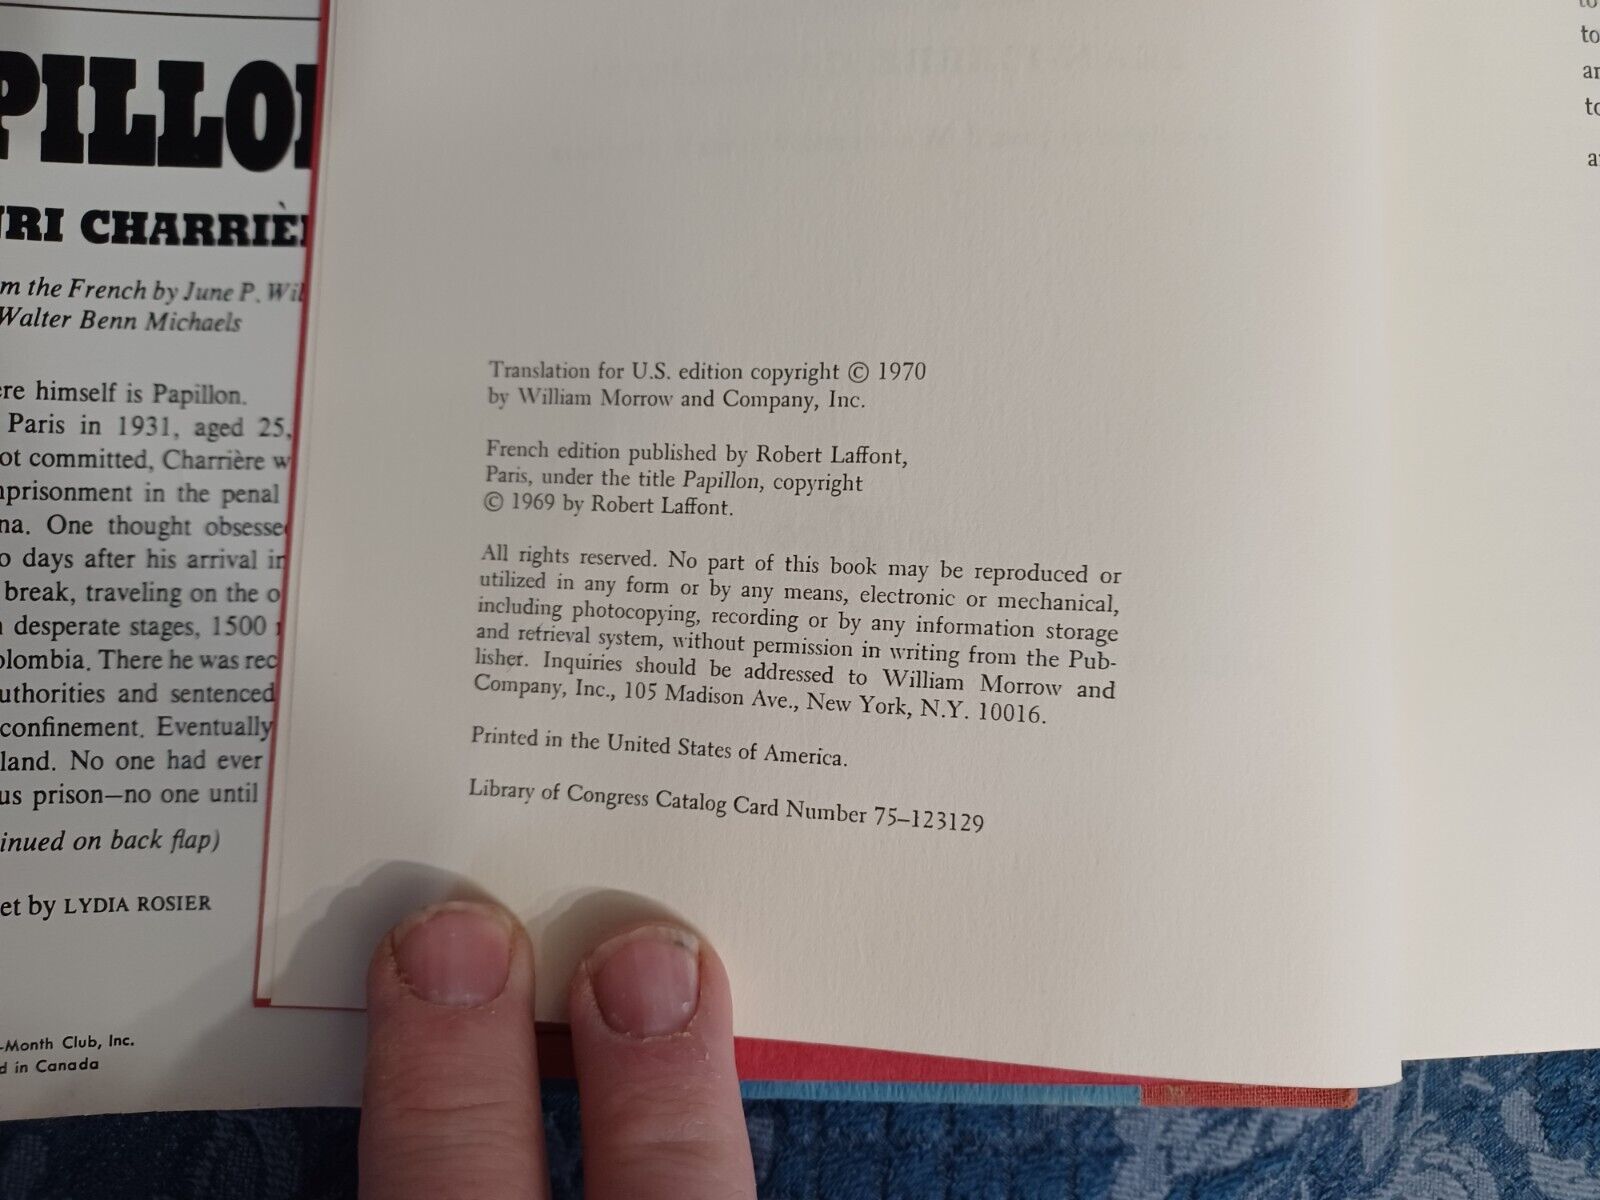 PILLO
RI CHARRIÈ
m the French by June P. Wil
Walter Benn Michaels
ere himself is Papillon.
Paris in 1931, aged 25,
ot committed, Charrière w
prisonment in the penal
na. One thought obsesse
o days after his arrival in
break, traveling on the o
desperate stages, 1500
olombia. There he was rec
uthorities and sentenced
confinement. Eventually
land. No one had ever
us prison—no one until
inued on back flap)
et by LYDIA ROSIER
-Month Club, Inc.
d in Canada
Translation for U.S. edition copyright © 1970
by William Morrow and Company, Inc.
French edition published by Robert Laffont,
Paris, under the title Papillon, copyright
© 1969 by Robert Laffont.
All rights reserved. No part of this book may be reproduced or
utilized in any form or by any means, electronic or mechanical,
including photocopying, recording or by any information storage
and retrieval system, without permission in writing from the Pub-
lisher. Inquiries should be addressed to William Morrow and
Company, Inc., 105 Madison Ave., New York, N.Y. 10016.
Printed in the United States of America.
Library of Congress Catalog Card Number 75–123129
to
ar
to
a